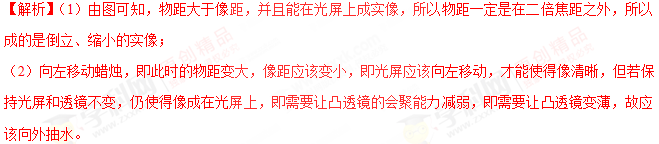 【解析】(1)由图可知，物距大于像距，并且能在光屏上成实像，所以物距一定是在二倍焦距之外，所以
成的是倒立、缩小的实像；
(2)向左移动蜡烛，即此时的物距变大，像距应该变小，即光屏应该向左移动，才能使得像清晰，但若保
持光屏和透镜不变，仍使得像成在光屏上，即需要让凸透镜的会聚能力减弱，即需要让凸透镜变薄，故应
该向外抽水。